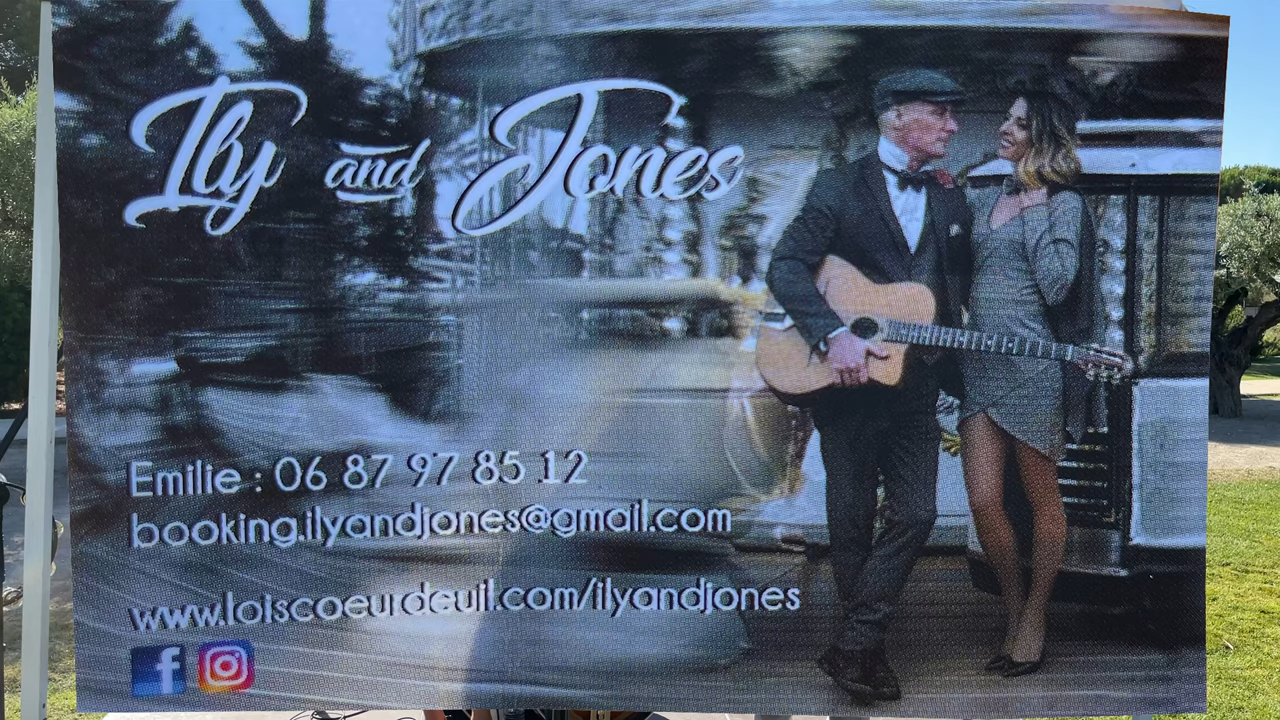 Ily and Jones
Emilie : 06 87 97 85 12
booking.ilyandjones@gmail.com
www.loiscoeurdeuil.com/ilyandjones